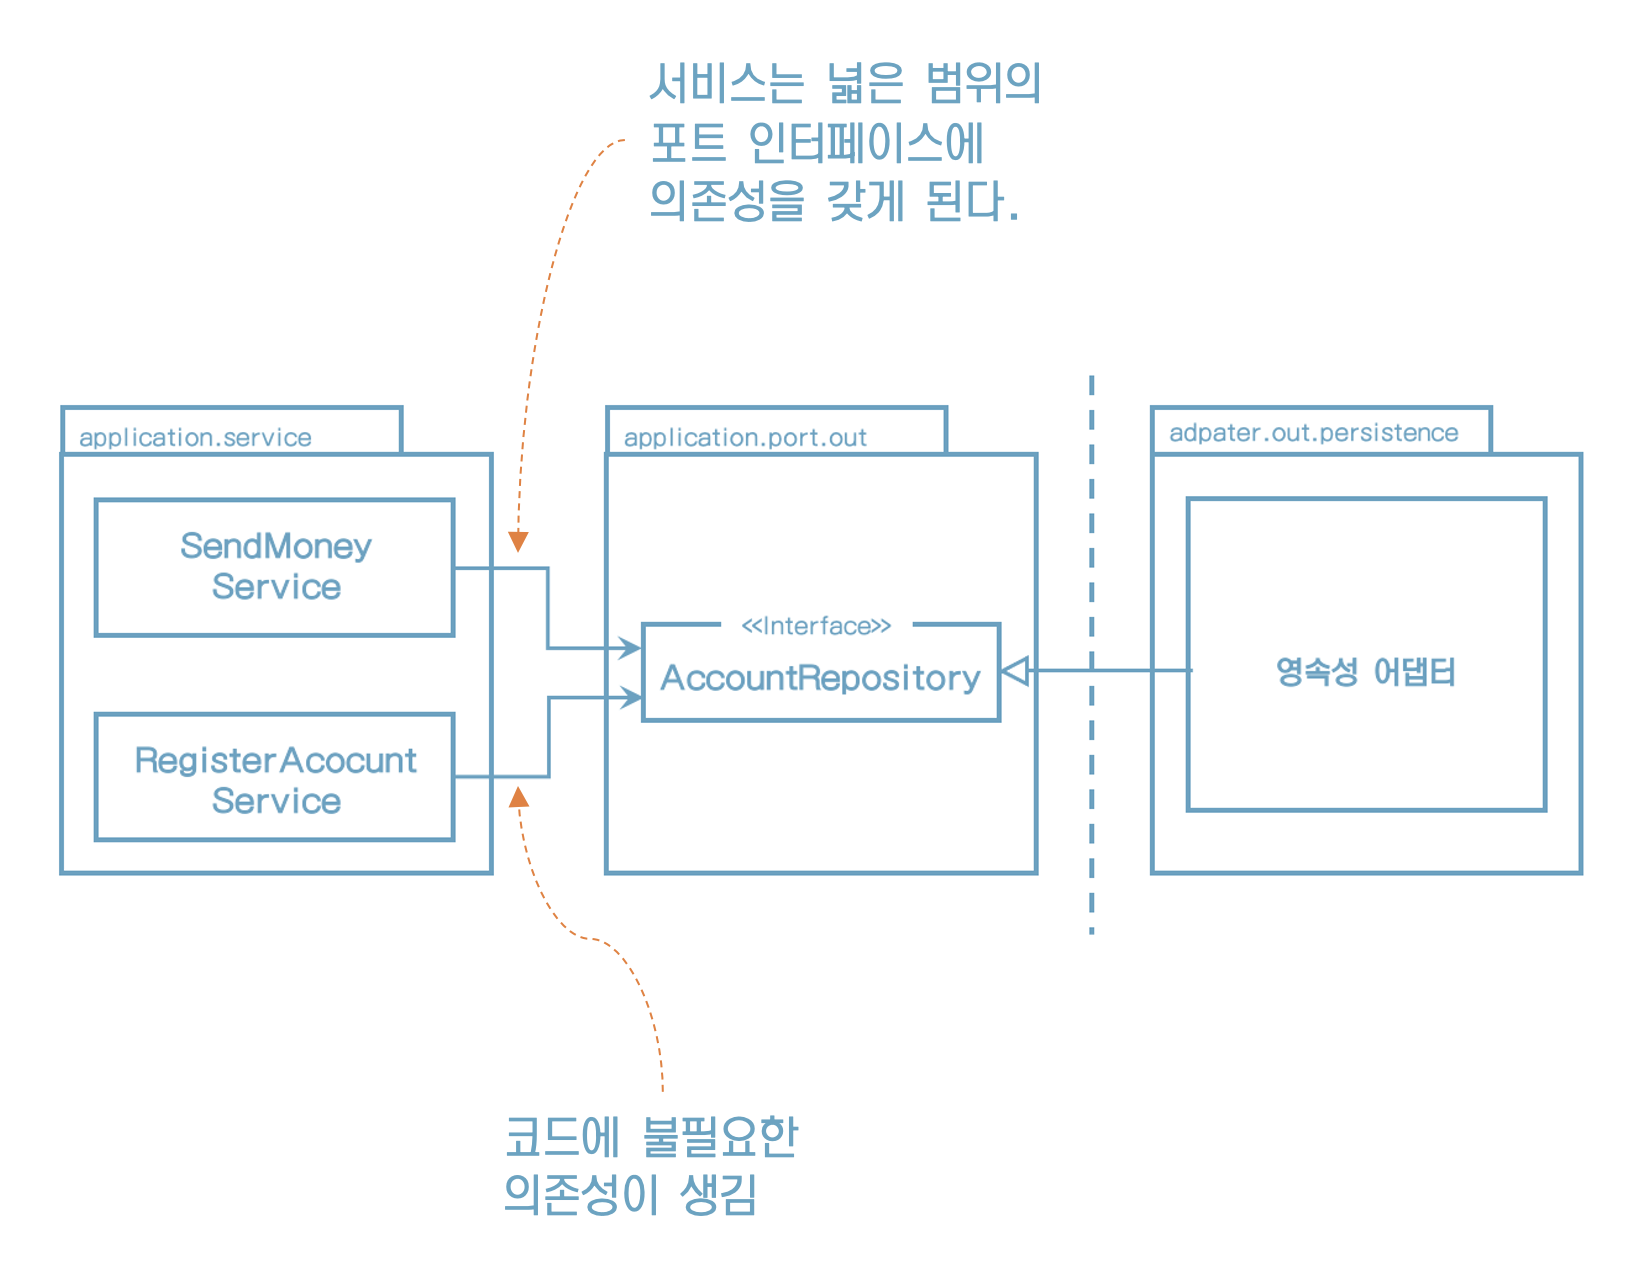 서비스는 넓은 범위의
포트 인터페이스에
의존성을 갖게 된다.
application.service
SendMoney
Service
RegisterAcocunt
Service
application.port.out
<<Interface>>
AccountRepository
adpater.out.persistence
영속성 어댑터
코드에 불필요한
의존성이 생김